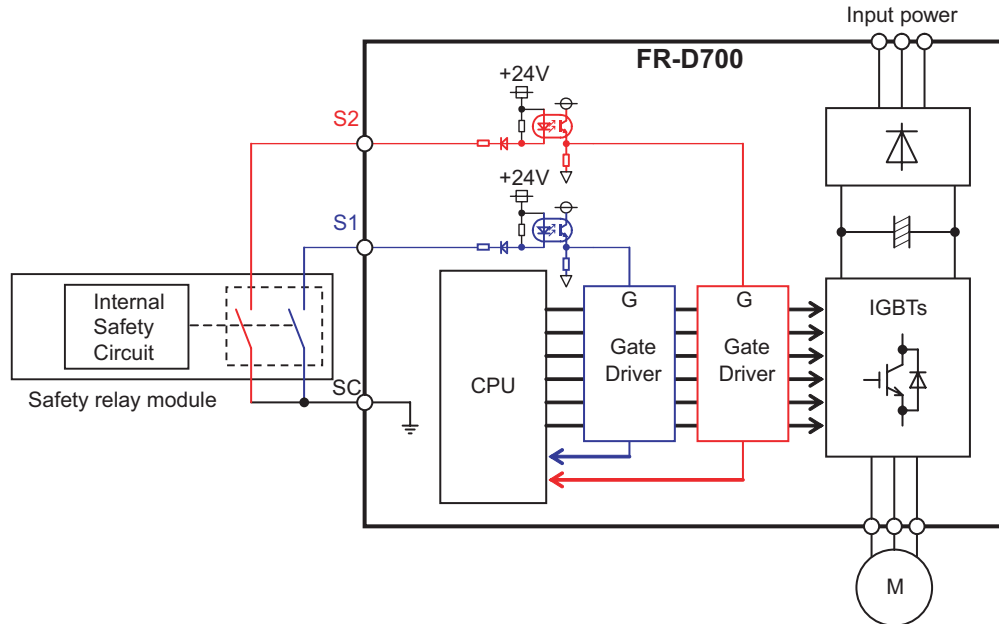 Input power
FR-D700
+24V
S2
+24V
S1
Internal
Safety
Circuit
Safety relay module
SC
CPU
G
Gate
Driver
G
Gate
Driver
IGBTs
M